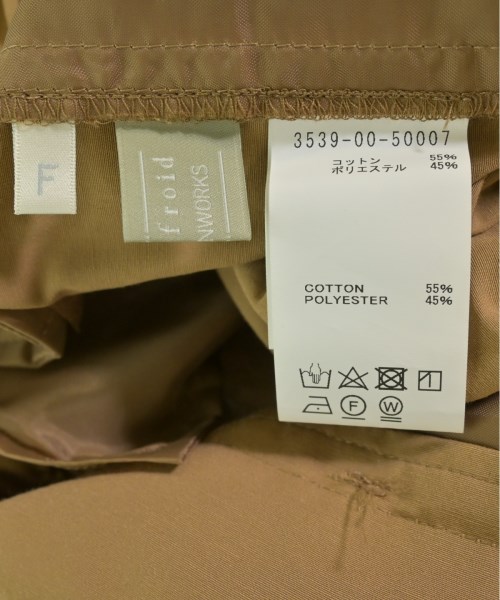 F
froid
NWORKS
3539-00-50007
コットン 55%
ポリエステル 45%
COTTON 55%
POLYESTER 45%
F
W